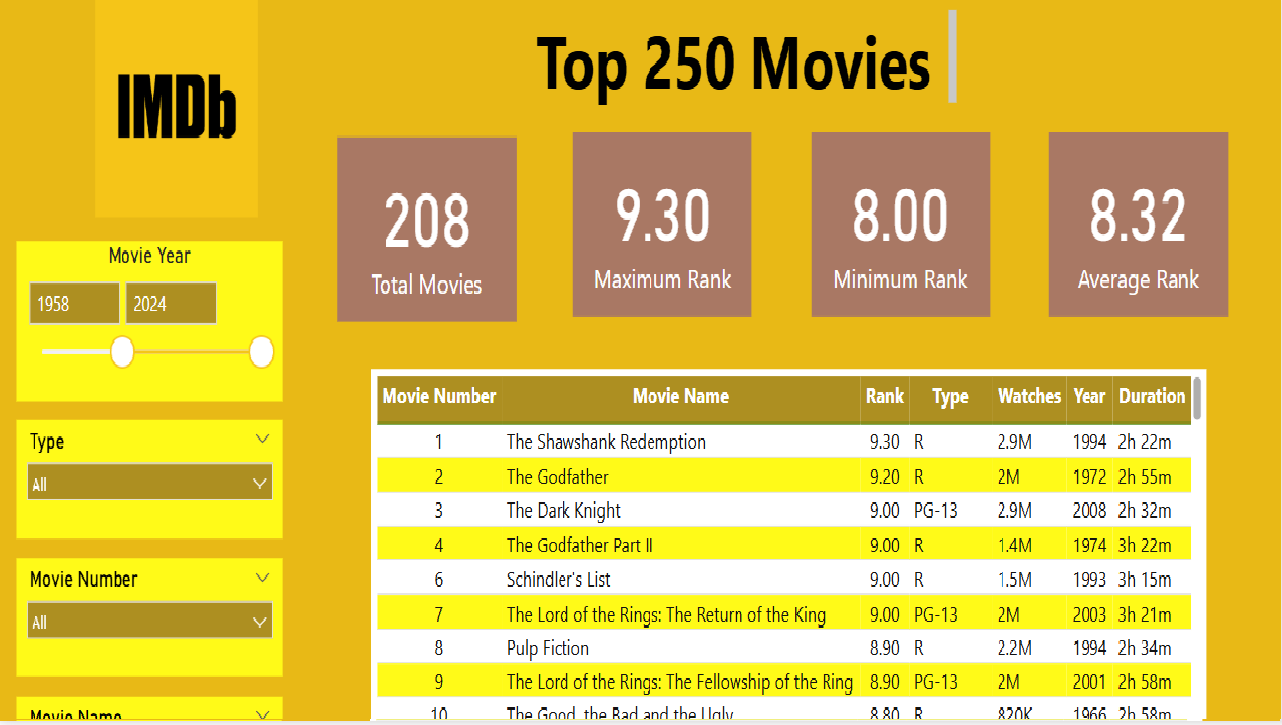 IMDb
Top 250 Movies
208
Total Movies
9.30
Maximum Rank
8.00
Minimum Rank
8.32
Average Rank
Movie Year
1958 2024
Type
All
Movie Number
All
Movie Name
Movie Number Movie Name Rank Type Watches Year Duration
1 The Shawshank Redemption 9.30 R 2.9M 1994 2h 22m
2 The Godfather 9.20 R 2M 1972 2h 55m
3 The Dark Knight 9.00 PG-13 2.9M 2008 2h 32m
4 The Godfather Part II 9.00 R 1.4M 1974 3h 22m
6 Schindler's List 9.00 R 1.5M 1993 3h 15m
7 The Lord of the Rings: The Return of the King 9.00 PG-13 2M 2003 3h 21m
8 Pulp Fiction 8.90 R 2.2M 1994 2h 34m
9 The Lord of the Rings: The Fellowship of the Ring 8.90 PG-13 2M 2001 2h 58m
10 The Good, the Bad and the Ugly 8.80 R 820K 1966 2h 58m